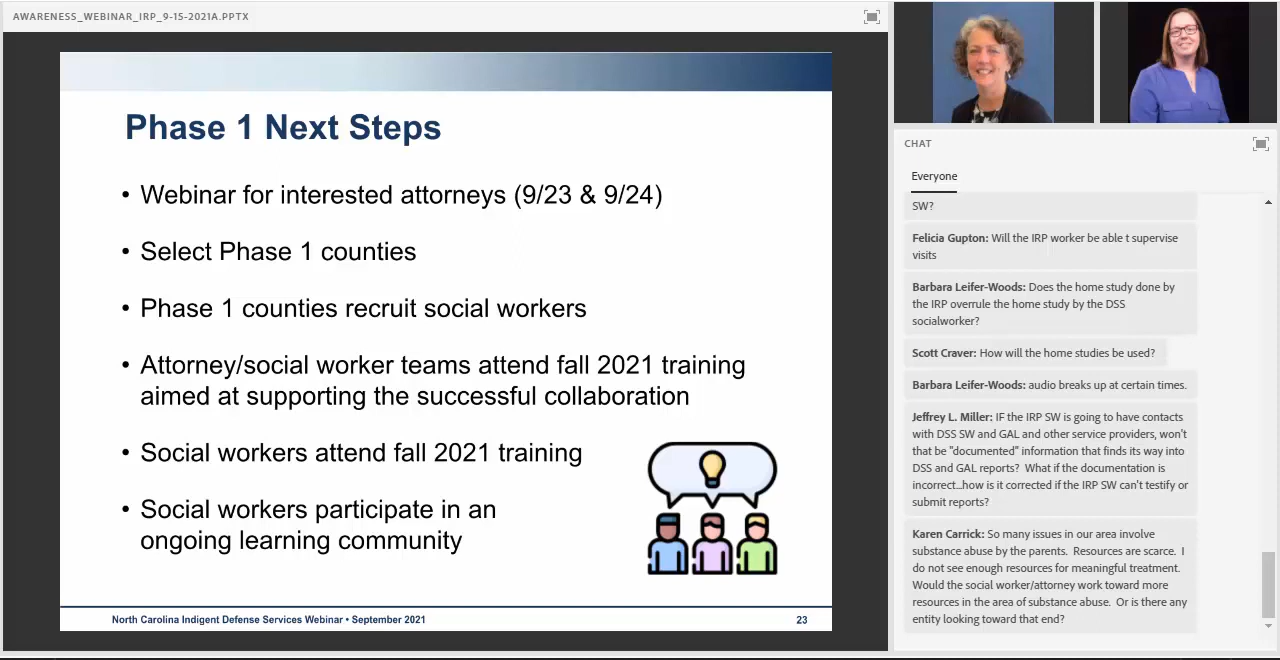 AWARENESS_WEBINAR_IRP_9-15-2021A.PPTX
Phase 1 Next Steps
• Webinar for interested attorneys (9/23 & 9/24)
• Select Phase 1 counties
• Phase 1 counties recruit social workers
• Attorney/social worker teams attend fall 2021 training
aimed at supporting the successful collaboration
• Social workers attend fall 2021 training
• Social workers participate in an
ongoing learning community
North Carolina Indigent Defense Services Webinar • September 2021
23
CHAT
Everyone
SW?
Felicia Gupton: Will the IRP worker be able t supervise
visits
Barbara Leifer-Woods: Does the home study done by
the IRP overrule the home study by the DSS
socialworker?
Scott Craver: How will the home studies be used?
Barbara Leifer-Woods: audio breaks up at certain times.
Jeffrey L. Miller: IF the IRP SW is going to have contacts
with DSS SW and GAL and other service providers, won't
that be "documented" information that finds its way into
DSS and GAL reports?  What if the documentation is
incorrect...how is it corrected if the IRP SW can't testify or
submit reports?
Karen Carrick: So many issues in our area involve
substance abuse by the parents.  Resources are scarce.  I
do not see enough resources for meaningful treatment.
Would the social worker/attorney work toward more
resources in the area of substance abuse.  Or is there any
entity looking toward that end?